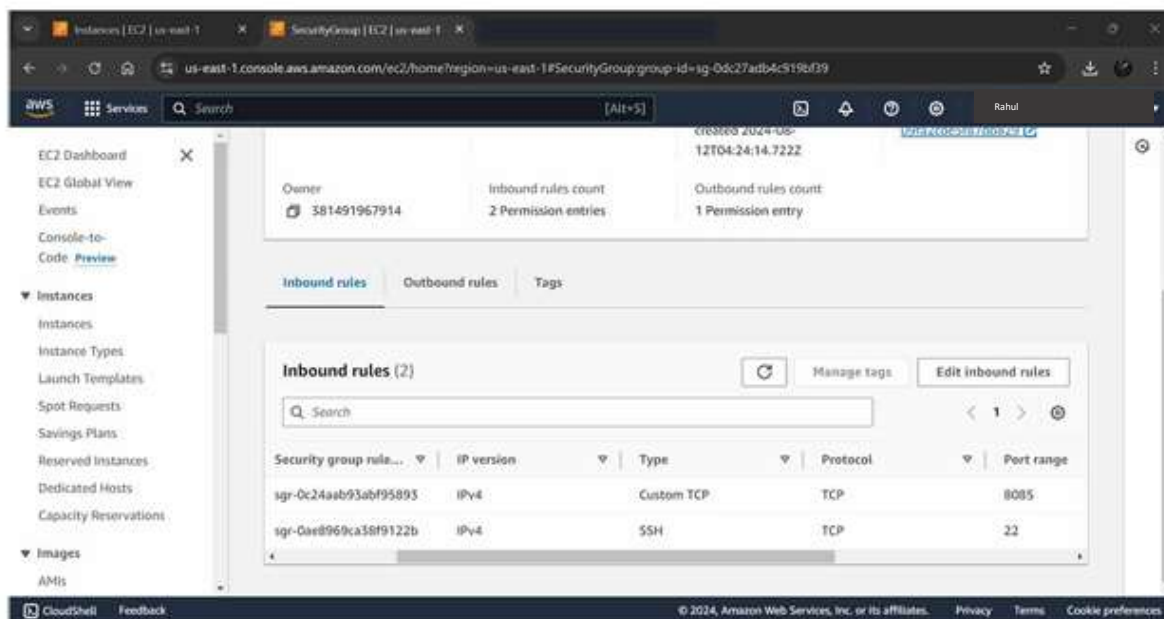 Instances | EC2 | us-east-1
SecurityGroup | EC2 | us-east-1
us-east-1.console.aws.amazon.com/ec2/home?region=us-east-1#SecurityGroup:group-id=sg-0dc27adb4c919bf39
aws Services Search [Alt+S] Rahul
EC2 Dashboard
EC2 Global View
Events
Console-to-
Code Preview
Instances
Instances
Instance Types
Launch Templates
Spot Requests
Savings Plans
Reserved Instances
Dedicated Hosts
Capacity Reservations
Images
AMIs
created 2024-08-
12T04:24:14.722Z
Owner
381491967914
Inbound rules count
2 Permission entries
Outbound rules count
1 Permission entry
Inbound rules Outbound rules Tags
Inbound rules (2)
Manage tags Edit inbound rules
Search
1
Security group rule... IP version Type Protocol Port range
sgr-0c24aab93abf95893 IPv4 Custom TCP TCP 8085
sgr-0ae8969ca38f9122b IPv4 SSH TCP 22
CloudShell Feedback © 2024, Amazon Web Services, Inc. or its affiliates. Privacy Terms Cookie preferences